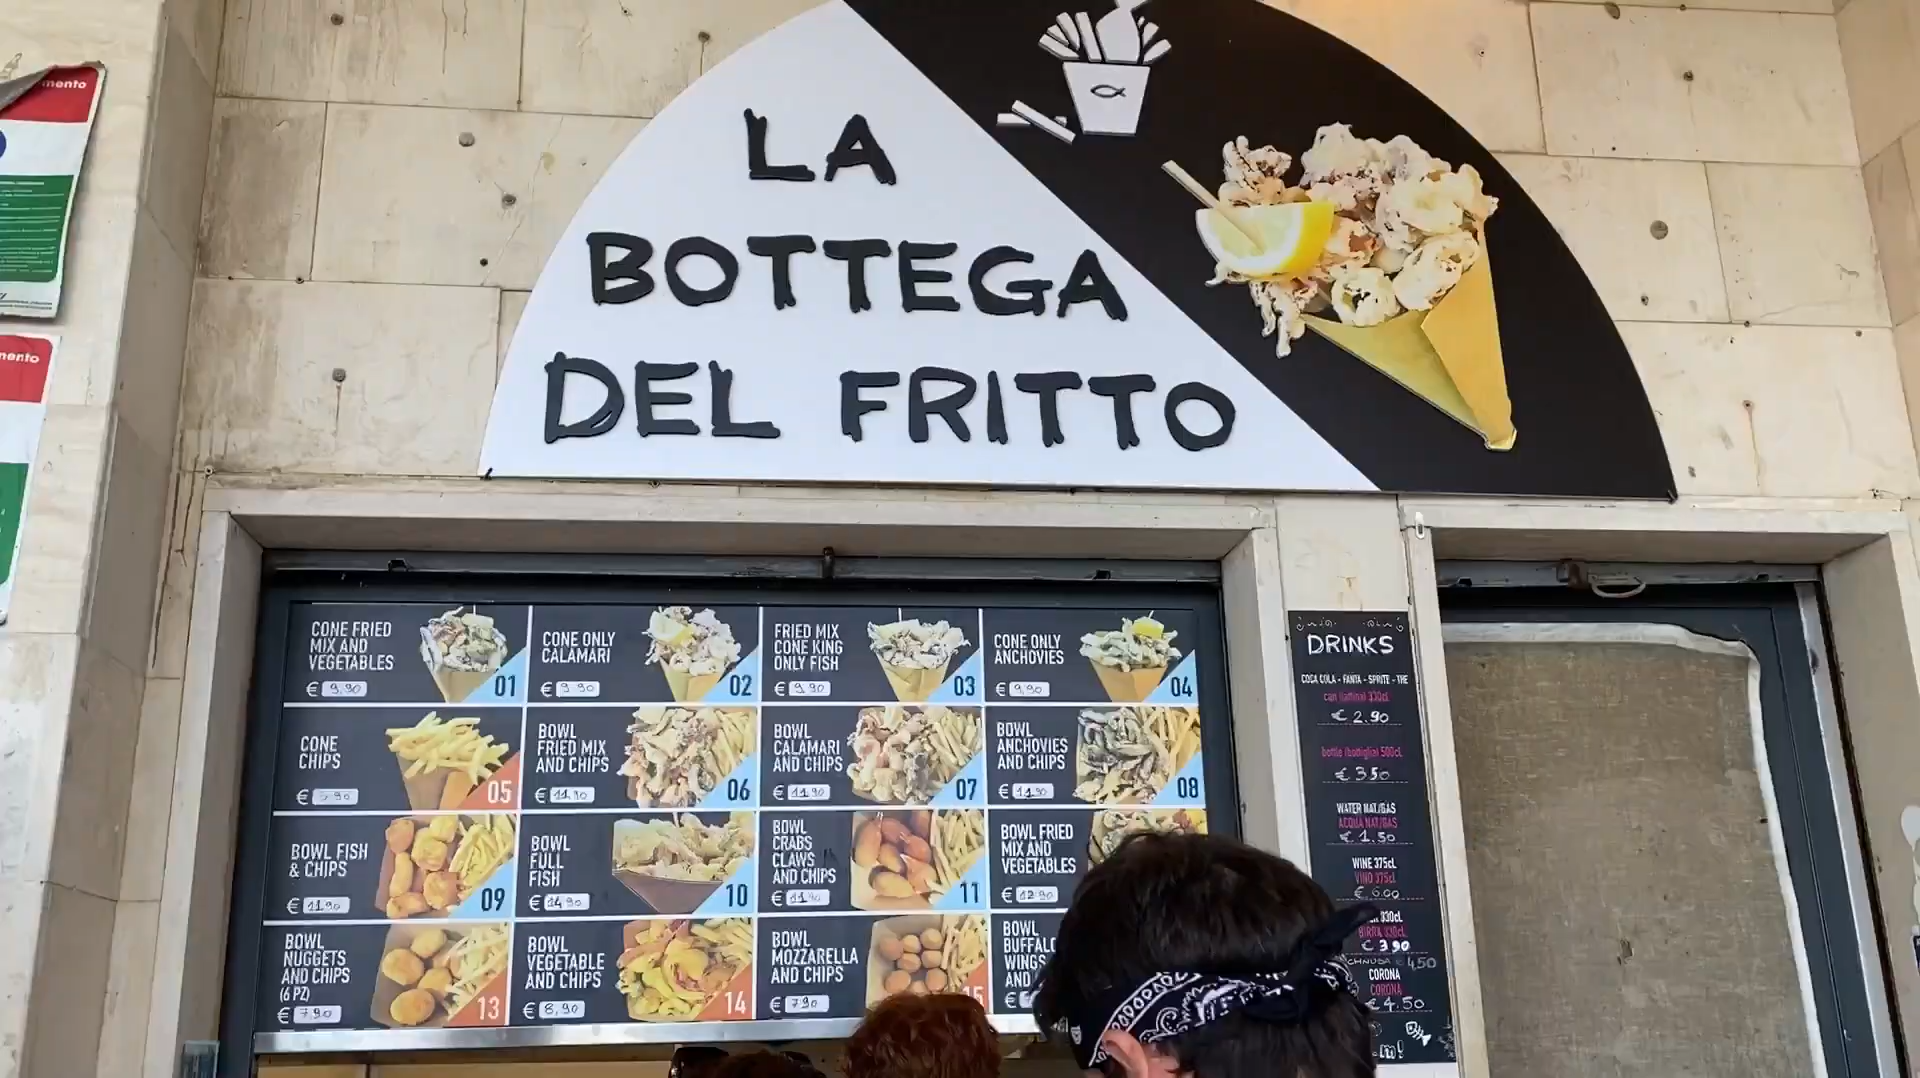 mento
mento
LA
BOTTEGA
DEL FRITTO
CONE FRIED
MIX AND
VEGETABLES
€ 9,90
01
CONE ONLY
CALAMARI
€ 9,90
02
FRIED MIX
CONE KING
ONLY FISH
€ 9,90
03
CONE ONLY
ANCHOVIES
€ 9,90
04
CONE
CHIPS
€ 5,90
05
BOWL
FRIED MIX
AND CHIPS
€ 11,90
06
BOWL
CALAMARI
AND CHIPS
€ 11,90
07
BOWL
ANCHOVIES
AND CHIPS
€ 11,90
08
BOWL FISH
& CHIPS
€ 11,90
09
BOWL
FULL
FISH
€ 14,90
10
BOWL
CRABS
CLAWS
AND CHIPS
€ 11,90
11
BOWL FRIED
MIX AND
VEGETABLES
€ 12,90
BOWL
NUGGETS
AND CHIPS
(6 PZ)
€ 7,90
13
BOWL
VEGETABLE
AND CHIPS
€ 8,90
14
BOWL
MOZZARELLA
AND CHIPS
€ 7,90
15
BOWL
BUFFALO
WINGS
AND
€
DRINKS
COCA COLA - FANTA - SPRITE - THE
can (lattina) 330cl
€ 2.90
bottle (bottiglia) 500cl
€ 3,50
WATER NAT/GAS
ACQUA NAT/GAS
€ 1,50
WINE 375cL
VINO 375cl
€ 6,00
330cL
BIRRA 330cL
€ 3,90
4,50
CORONA
CORONA
€ 4,50